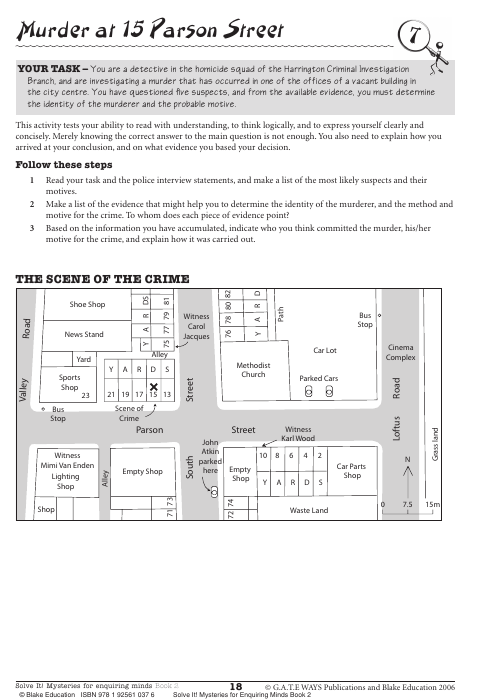 Murder at 15 Parson Street
7
YOUR TASK – You are a detective in the homicide squad of the Harrington Criminal Investigation
Branch, and are investigating a murder that has occurred in one of the offices of a vacant building in
the city centre. You have questioned five suspects, and from the available evidence, you must determine
the identity of the murderer and the probable motive.
This activity tests your ability to read with understanding, to think logically, and to express yourself clearly and
concisely. Merely knowing the correct answer to the main question is not enough. You also need to explain how you
arrived at your conclusion, and on what evidence you based your decision.
Follow these steps
1 Read your task and the police interview statements, and make a list of the most likely suspects and their
motives.
2 Make a list of the evidence that might help you to determine the identity of the murderer, and the method and
motive for the crime. To whom does each piece of evidence point?
3 Based on the information you have accumulated, indicate who you think committed the murder, his/her
motive for the crime, and explain how it was carried out.
THE SCENE OF THE CRIME
Valley Road
Shoe Shop
News Stand
Yard
Sports
Shop
23
Y A R DS
75 77 79 81
Alley
Y A R D S
21 19 17 15 13
Bus
Stop
Scene of
Crime
Witness
Carol
Jacques
South Street
76 78 80 82
Y A R D
Path
Methodist
Church
Car Lot
Parked Cars
Bus
Stop
Cinema
Complex
Loftus Road
Grass land
Parson Street
Witness
Karl Wood
John
Atkin
parked
here
Witness
Mimi Van Enden
Lighting
Shop
Shop
Alley
Empty Shop
71 73
Empty
Shop
72 74
10 8 6 4 2
Y A R D S
Car Parts
Shop
Waste Land
N
0 7.5 15m
Solve It! Mysteries for enquiring minds Book 2
18
© G.A.T.E WAYS Publications and Blake Education 2006
© Blake Education ISBN 978 1 92561 037 6 Solve It! Mysteries for Enquiring Minds Book 2